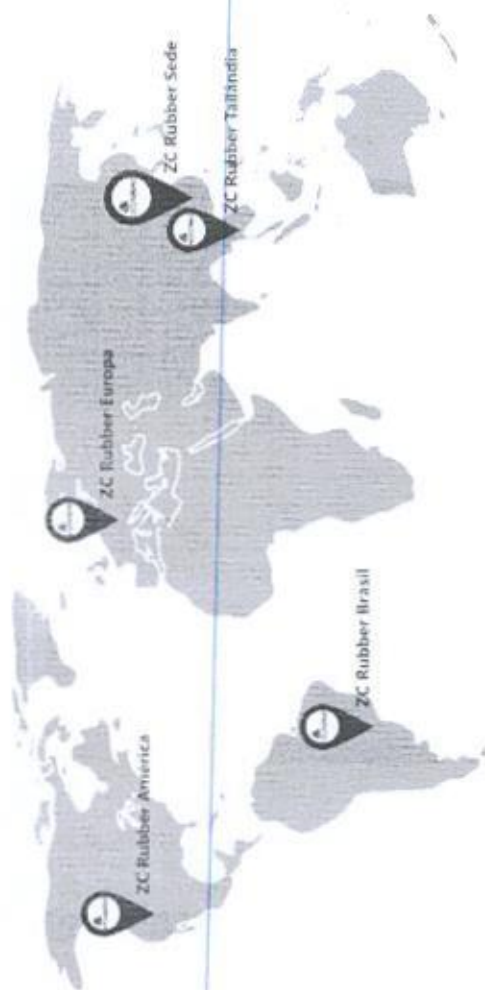 ZC Rubber America
ZC Rubber Europa
ZC Rubber Sede
ZC Rubber Tailândia
ZC Rubber Brasil